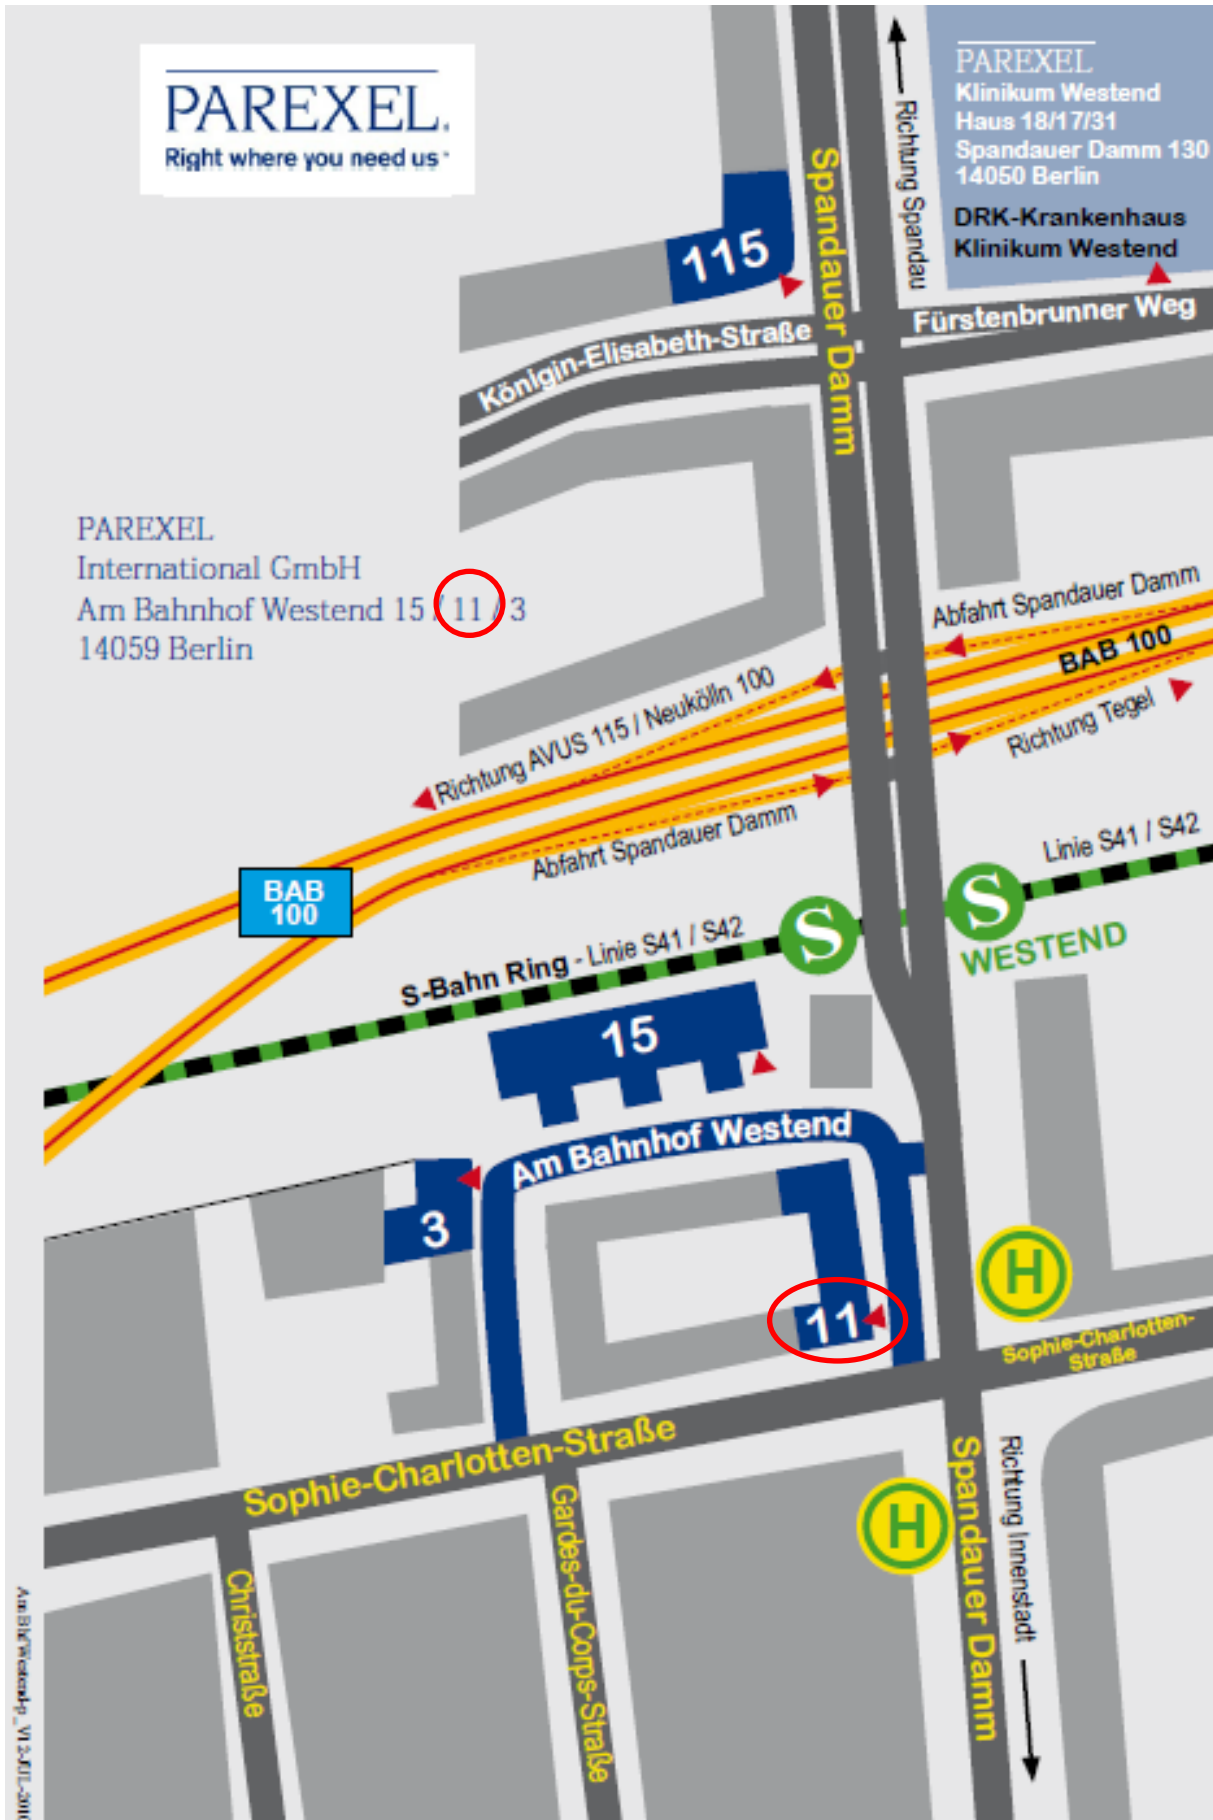 PAREXEL.
Right where you need us
PAREXEL
Klinikum Westend
Haus 18/17/31
Spandauer Damm 130
14050 Berlin
DRK-Krankenhaus
Klinikum Westend
Richtung Spandau
Spandauer Damm
115
Fürstenbrunner Weg
Königin-Elisabeth-Straße
PAREXEL
International GmbH
Am Bahnhof Westend 15 / 11 / 3
14059 Berlin
Abfahrt Spandauer Damm
BAB 100
Richtung Tegel
Richtung AVUS 115 / Neukölln 100
Abfahrt Spandauer Damm
BAB
100
Linie S41 / S42
S
S
WESTEND
S-Bahn Ring - Linie S41 / S42
15
Am Bahnhof Westend
3
11
H
Sophie-Charlotten-
Straße
Sophie-Charlotten-Straße
H
Spandauer Damm
Richtung Innenstadt
Gardes-du-Corps-Straße
Christstraße